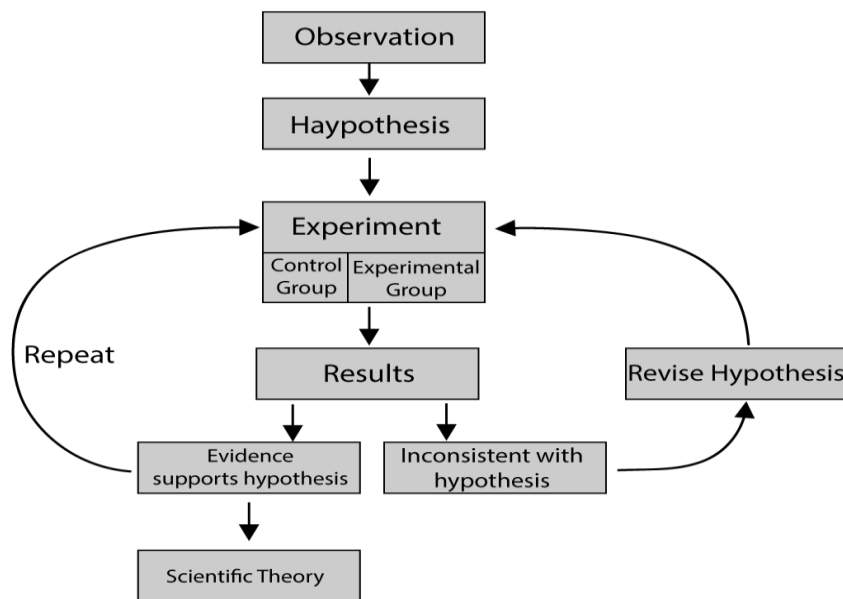 Observation
Haypothesis
Experiment
Control
Group
Experimental
Group
Repeat
Results
Revise Hypothesis
Evidence
supports hypothesis
Inconsistent with
hypothesis
Scientific Theory